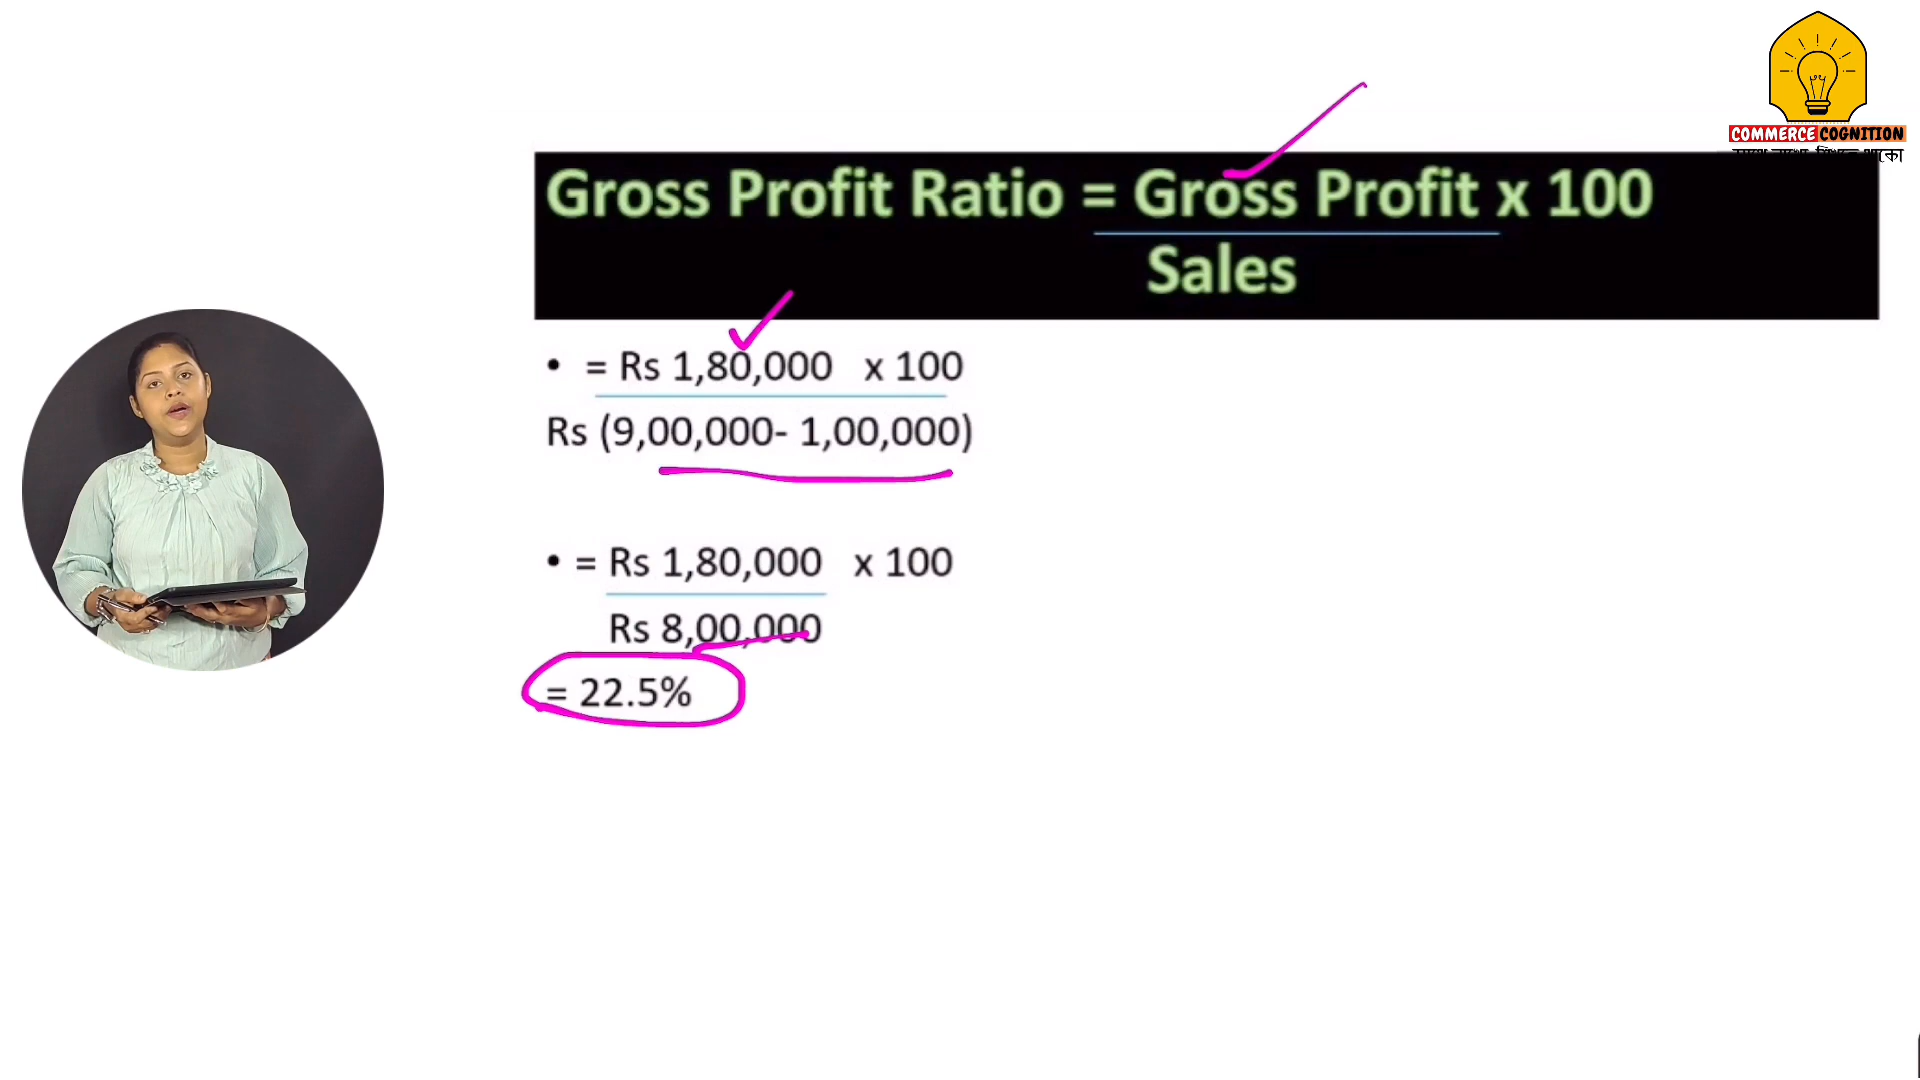 COMMERCE COGNITION
Gross Profit Ratio = Gross Profit x 100
Sales
• = Rs 1,80,000 x 100
Rs (9,00,000- 1,00,000)
• = Rs 1,80,000 x 100
Rs 8,00,000
= 22.5%